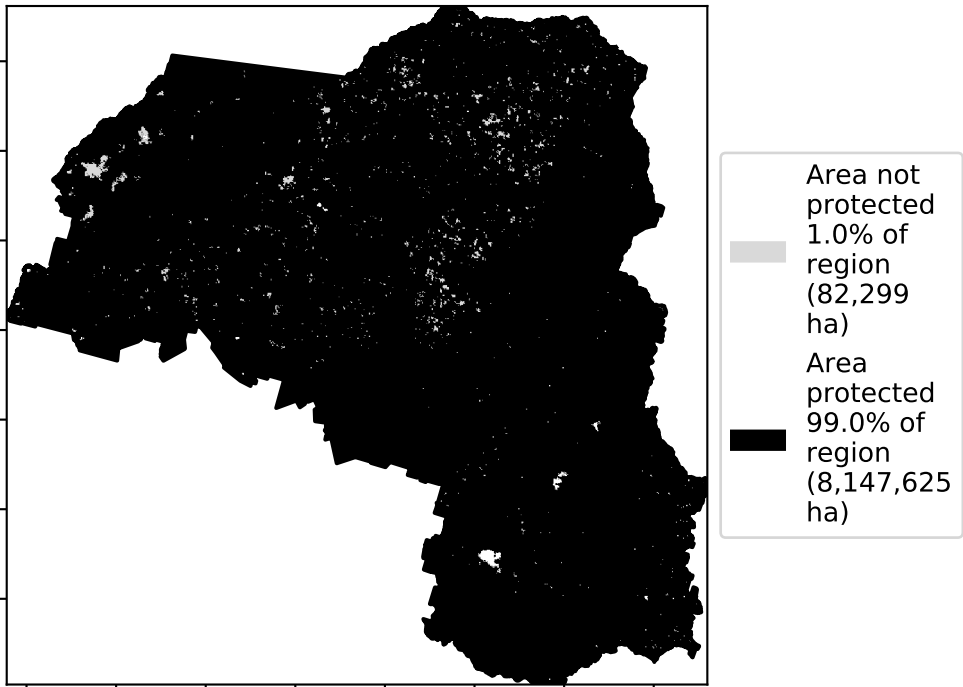 Area not
protected
1.0% of
region
(82,299
ha)
Area
protected
99.0% of
region
(8,147,625
ha)